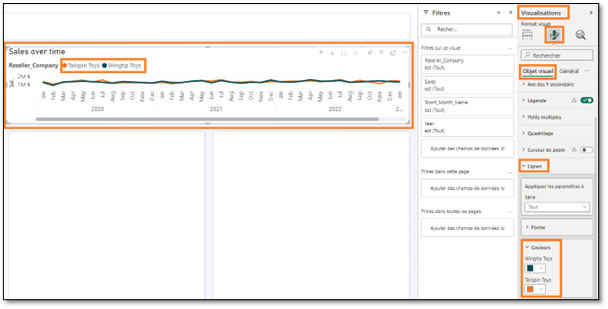 Sales over time
Reseller_Company Tailspin Toys Wingtip Toys
Sa...
2M €
1M €
Jan Feb Mar Apr May Jun Jul Aug Sep Oct Nov Dec Jan Feb Mar Apr May Jun Jul Aug Sep Oct Nov Dec Jan Feb Mar Apr May Jun Jul Aug Sep Oct Nov Dec Jan
2020 2021 2022 2...
Filtres
Recher...
Filtres sur ce visuel ...
Reseller_Company
est (Tout)
Sales
est (Tout)
Short_Month_Name
est (Tout)
Year
est (Tout)
Ajouter des champs de données ici
Filtres dans cette page ...
Ajouter des champs de données ici
Filtres dans toutes les pages ...
Ajouter des champs de données ici
Visualisations
Format visuel
Rechercher
Objet visuel Général ...
Axe des Y secondaire
Légende
Petits multiples
Quadrillage
Curseur de zoom
Lignes
Appliquer les paramètres à
Série
Tout
Forme
Couleurs
Wingtip Toys
Tailspin Toys